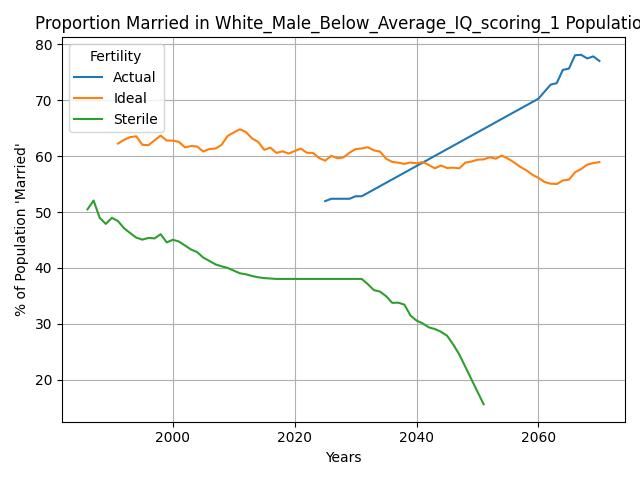 Proportion Married in White_Male_Below_Average_IQ_scoring_1 Populatio
Fertility
Actual
Ideal
Sterile
% of Population 'Married'
80
70
60
50
40
30
20
2000
2020
2040
2060
Years